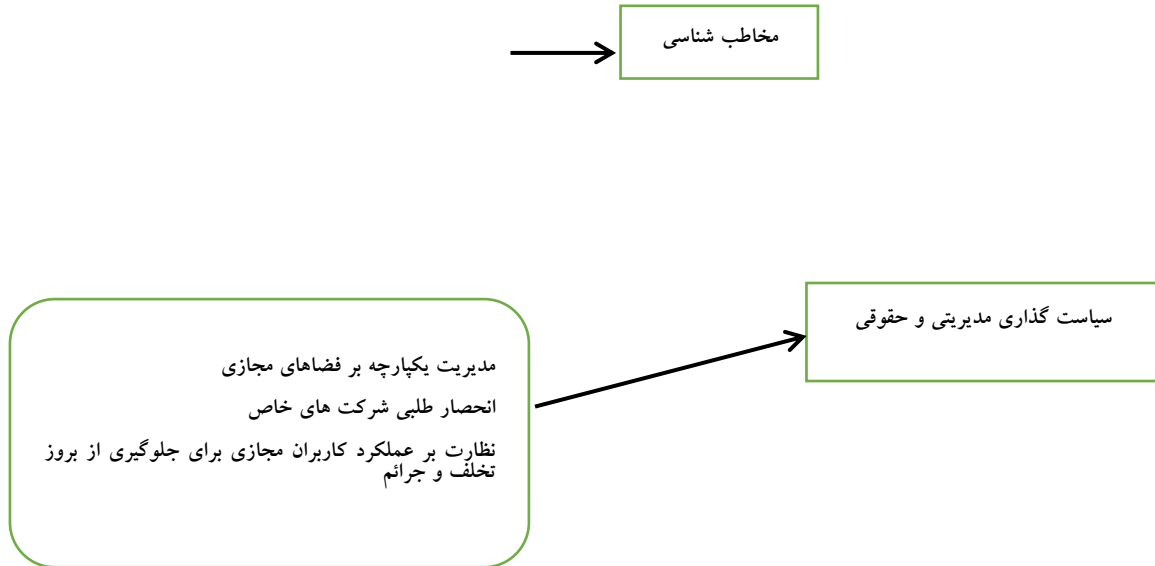 مخاطب شناسی
سیاست گذاری مدیریتی و حقوقی
مدیریت یکپارچه بر فضاهای مجازی
انحصار طلبی شرکت های خاص
نظارت بر عملکرد کاربران مجازی برای جلوگیری از بروز
تخلف و جرائم